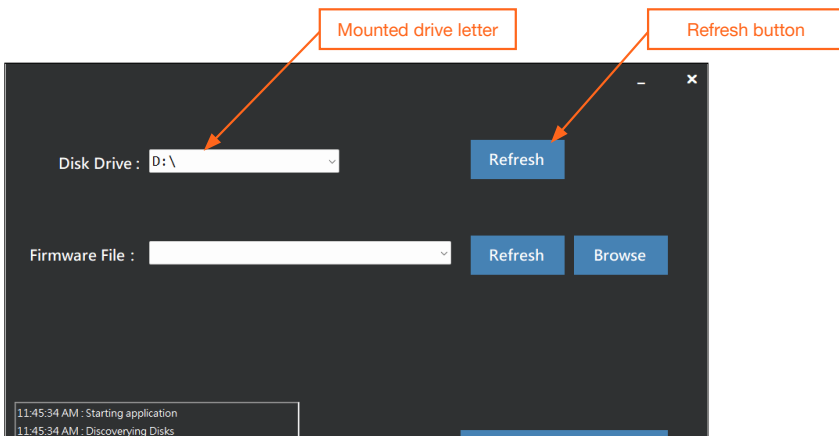 Mounted drive letter
Refresh button
_ ×
Disk Drive : D:\ Refresh
Firmware File : Refresh Browse
11:45:34 AM : Starting application
11:45:34 AM : Discoverying Disks